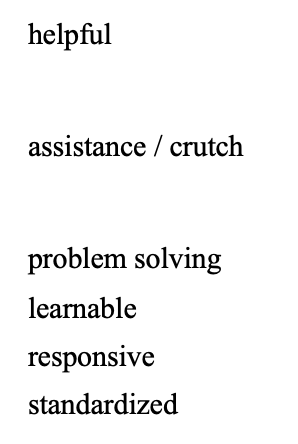 helpful
assistance / crutch
problem solving
learnable
responsive
standardized